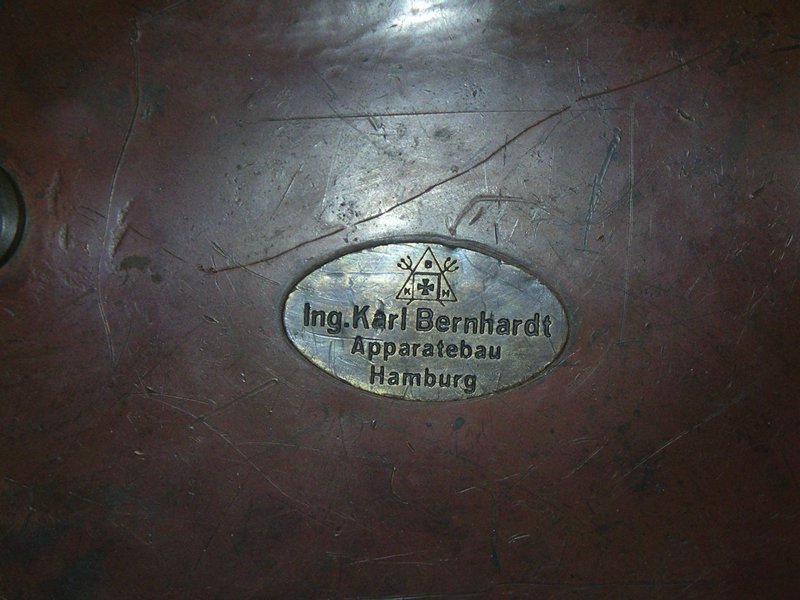 B
K H
Ing. Karl Bernhardt
Apparatebau
Hamburg